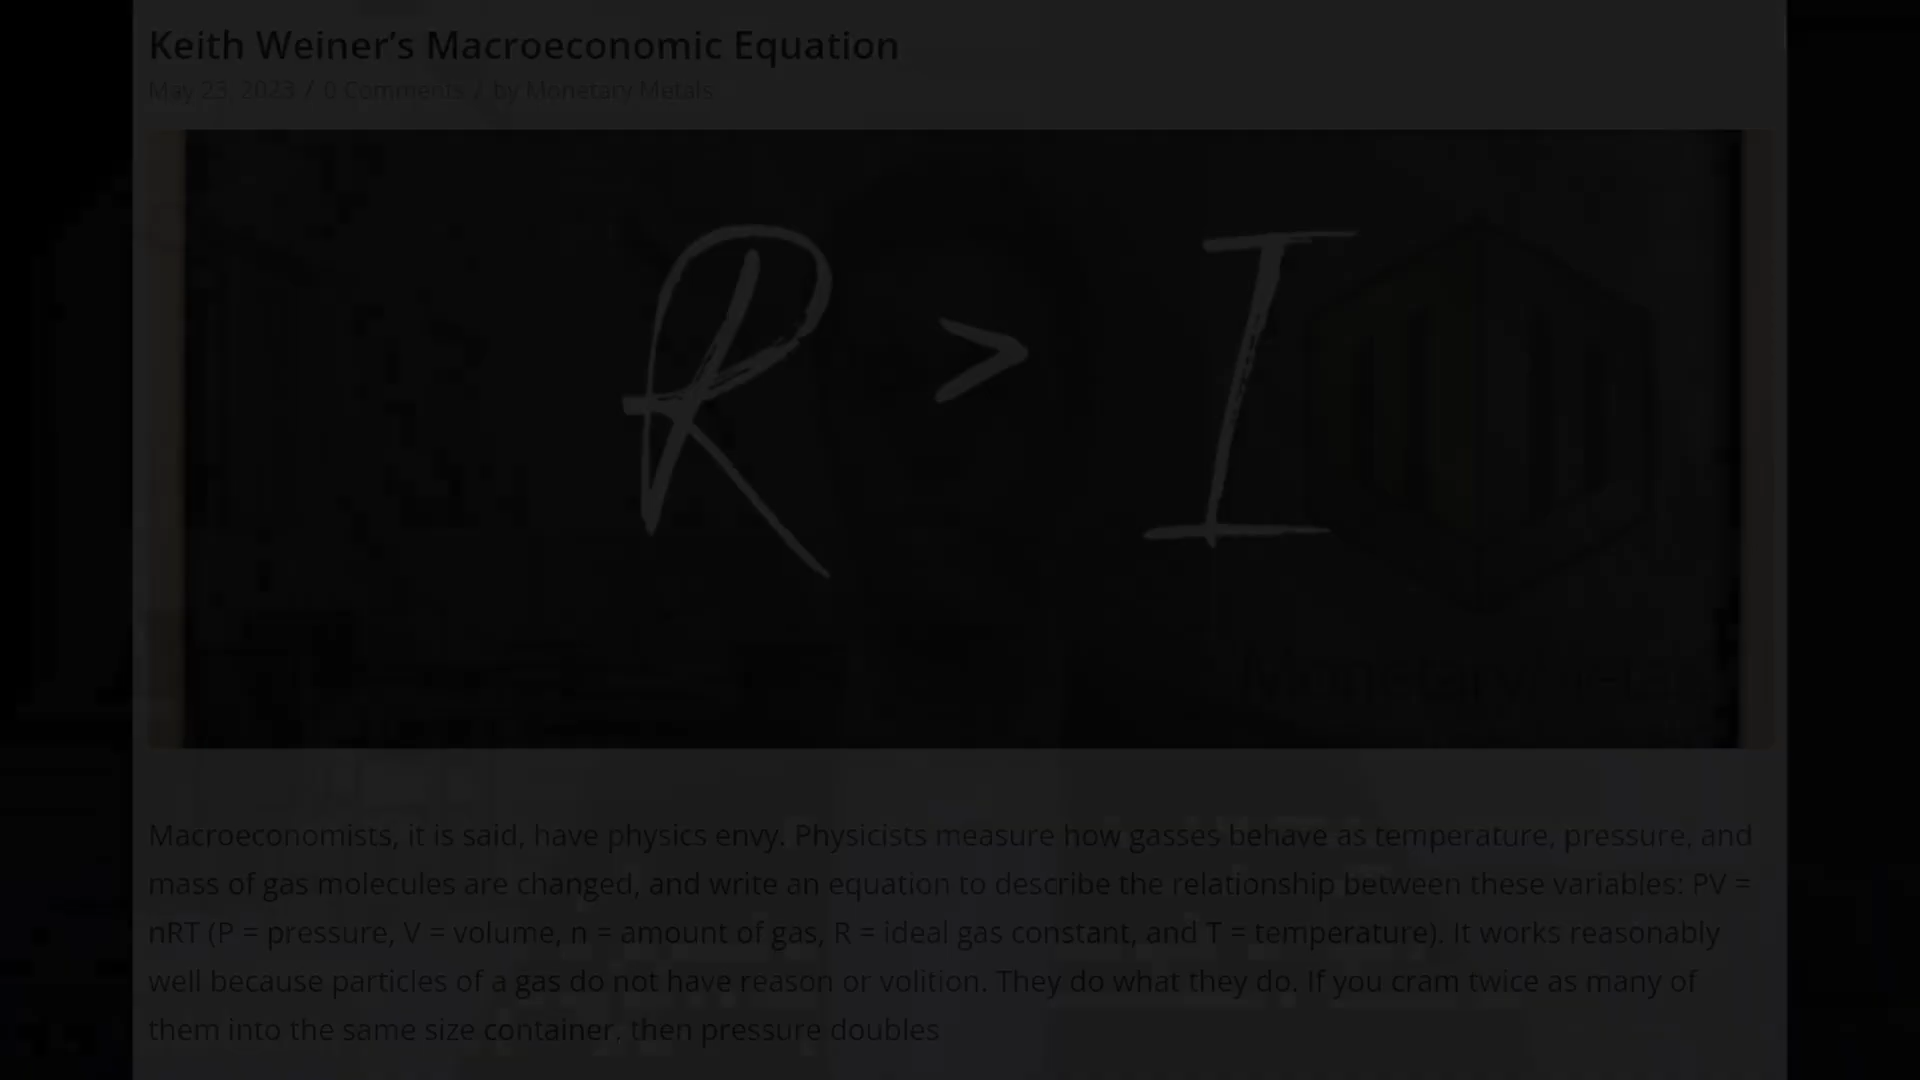 Keith Weiner's Macroeconomic Equation
May 23, 2023 / 0 Comments / by Monetary Metals
R > I
Macroeconomists, it is said, have physics envy. Physicists measure how gasses behave as temperature, pressure, and
mass of gas molecules are changed, and write an equation to describe the relationship between these variables: PV =
nRT (P = pressure, V = volume, n = amount of gas, R = ideal gas constant, and T = temperature). It works reasonably
well because particles of a gas do not have reason or volition. They do what they do. If you cram twice as many of
them into the same size container, then pressure doubles